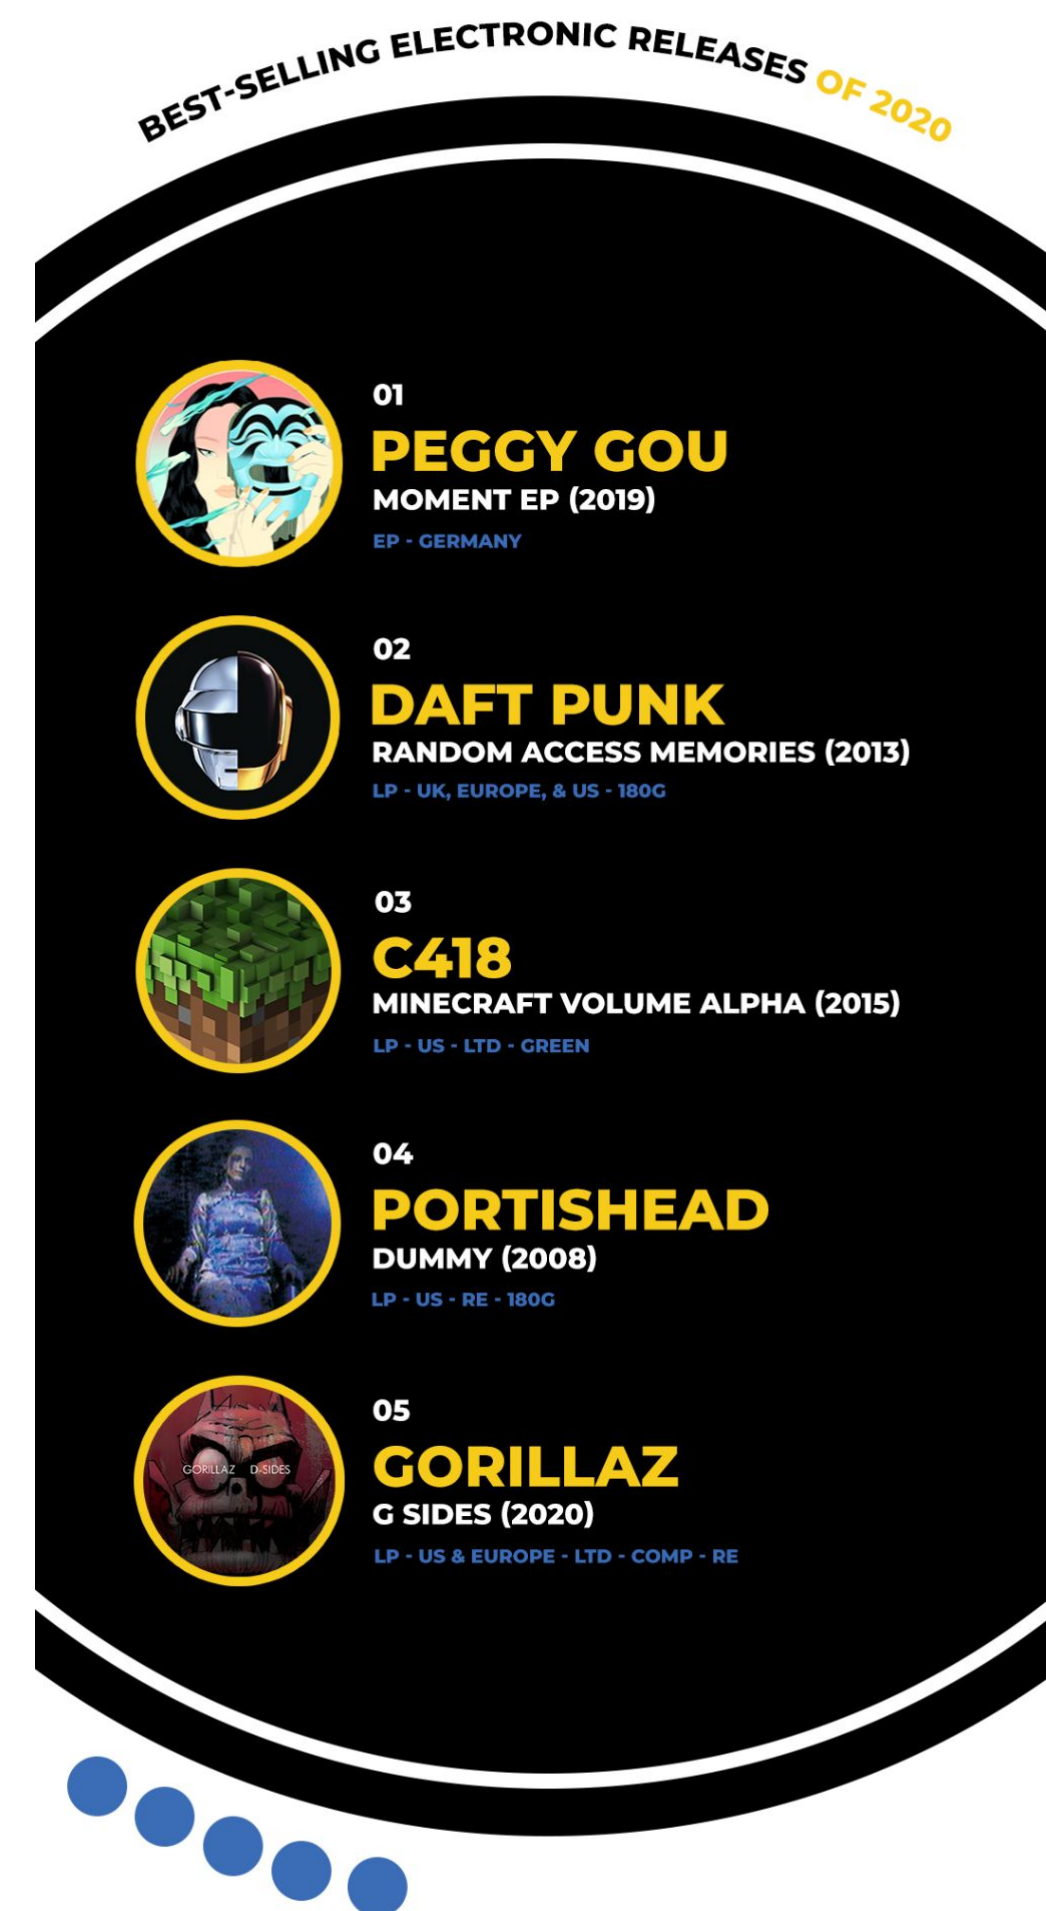 BEST-SELLING ELECTRONIC RELEASES OF 2020
01
PEGGY GOU
MOMENT EP (2019)
EP - GERMANY
02
DAFT PUNK
RANDOM ACCESS MEMORIES (2013)
LP - UK, EUROPE, & US - 180G
03
C418
MINECRAFT VOLUME ALPHA (2015)
LP - US - LTD - GREEN
04
PORTISHEAD
DUMMY (2008)
LP - US - RE - 180G
GORILLAZ D-SIDES
05
GORILLAZ
G SIDES (2020)
LP - US & EUROPE - LTD - COMP - RE